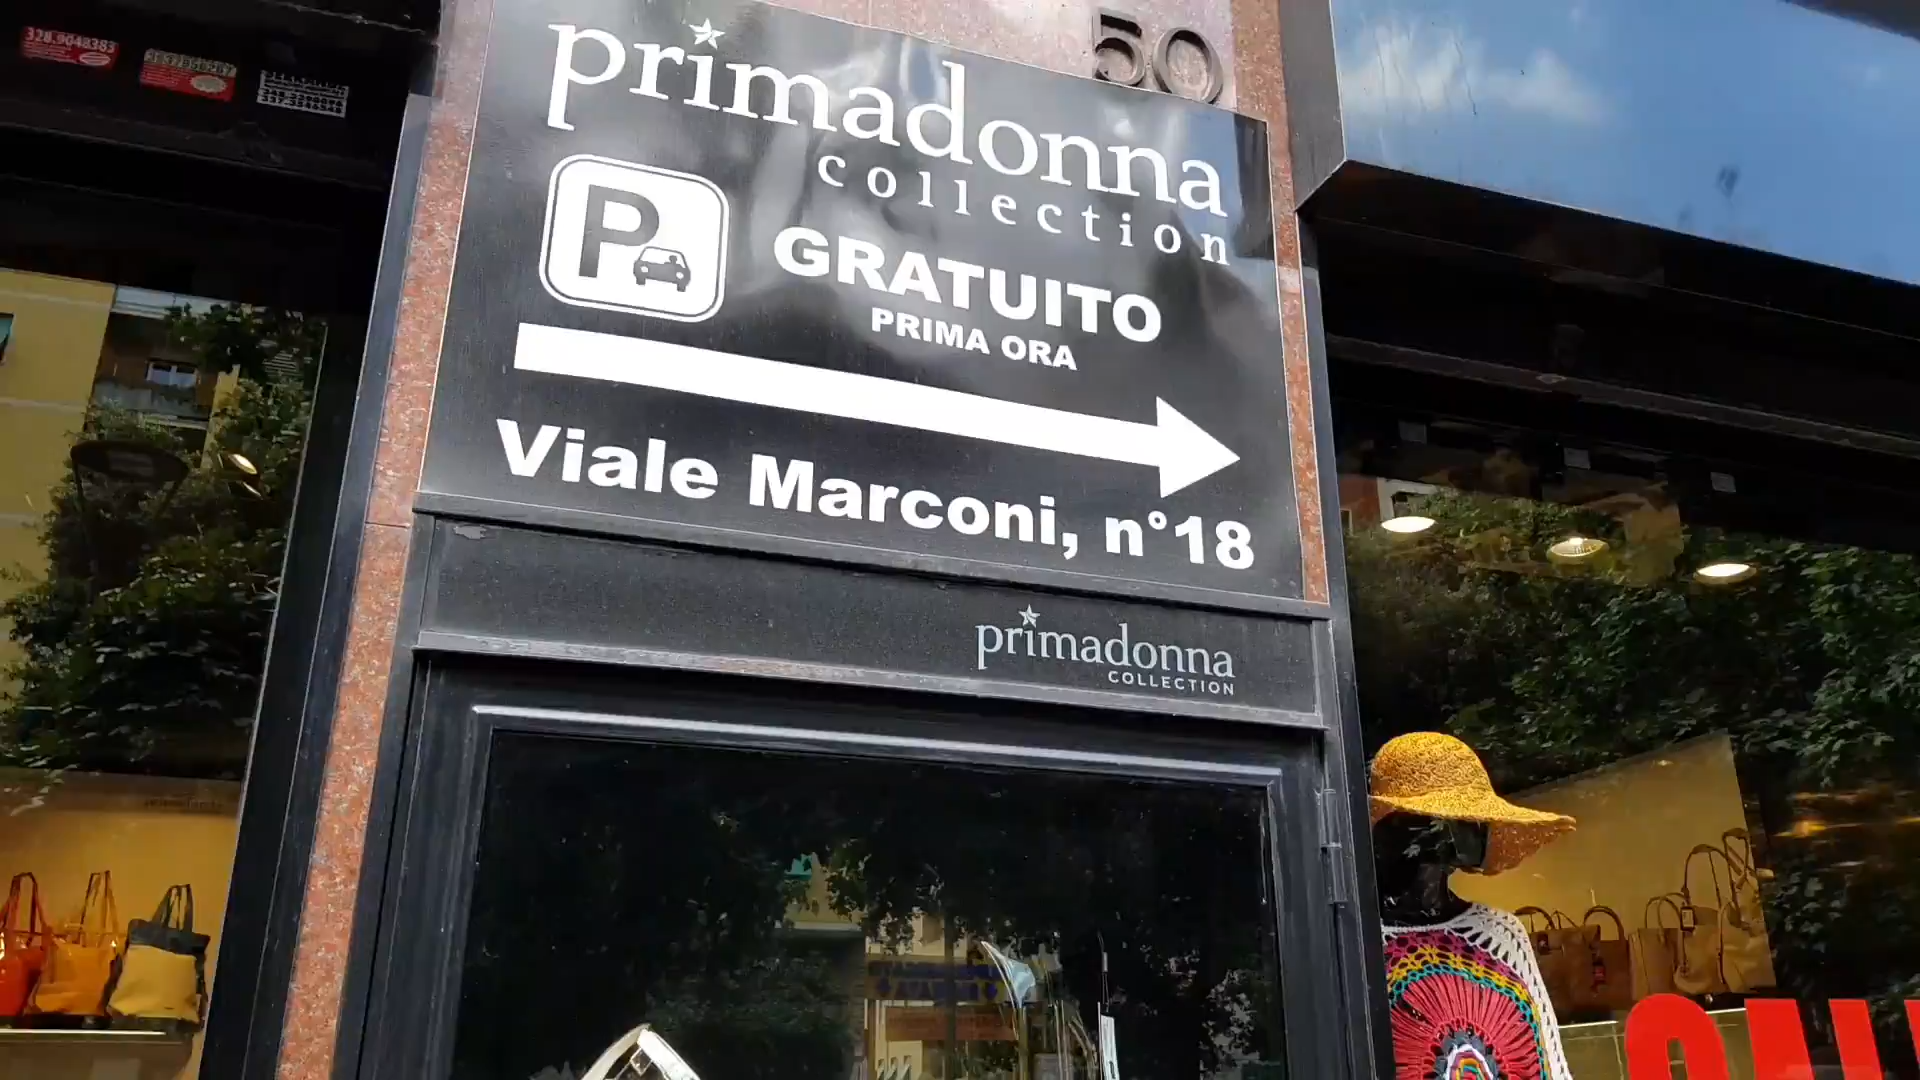 328.9048383
50
primadonna
collection
P
GRATUITO
PRIMA ORA
Viale Marconi, n°18
primadonna
COLLECTION